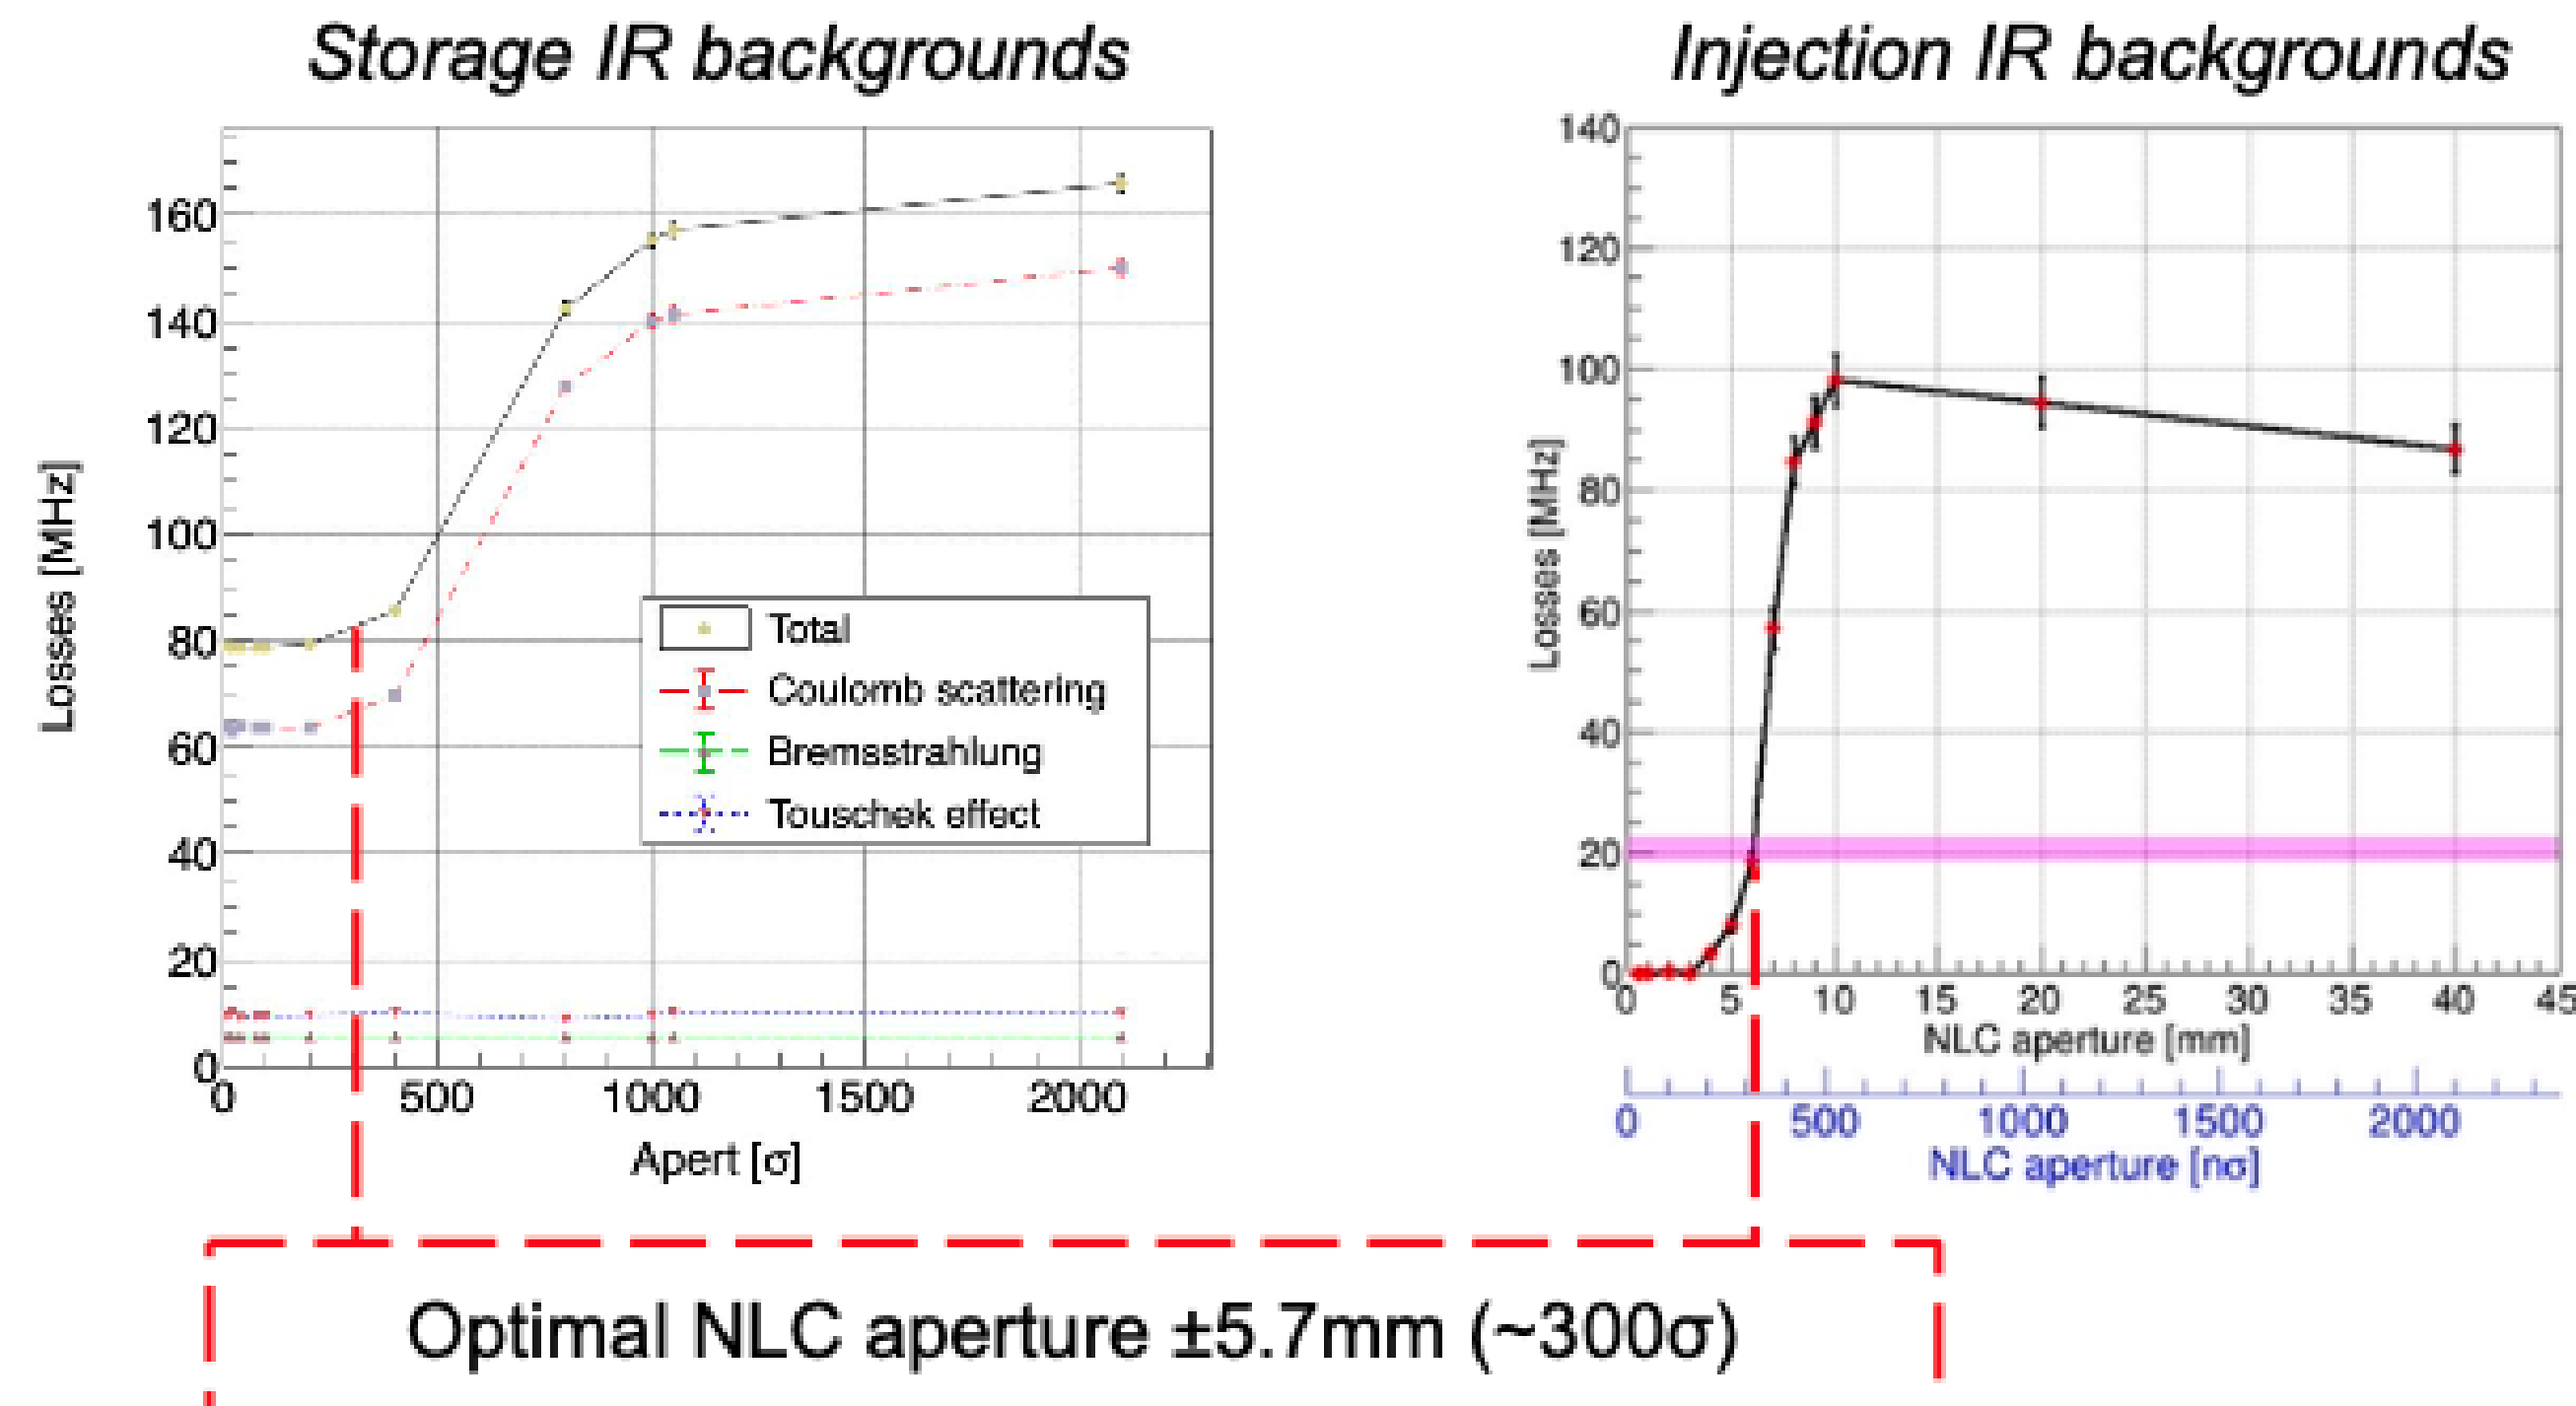 Storage IR backgrounds
Losses [MHz]
160
140
120
100
80
60
40
20
0
0 500 1000 1500 2000
Apert [σ]
Total
Coulomb scattering
Bremsstrahlung
Touschek effect
Injection IR backgrounds
Losses [MHz]
140
120
100
80
60
40
20
0
0 5 10 15 20 25 30 35 40 45
NLC aperture [mm]
0 500 1000 1500 2000
NLC aperture [nσ]
Optimal NLC aperture ±5.7mm (~300σ)